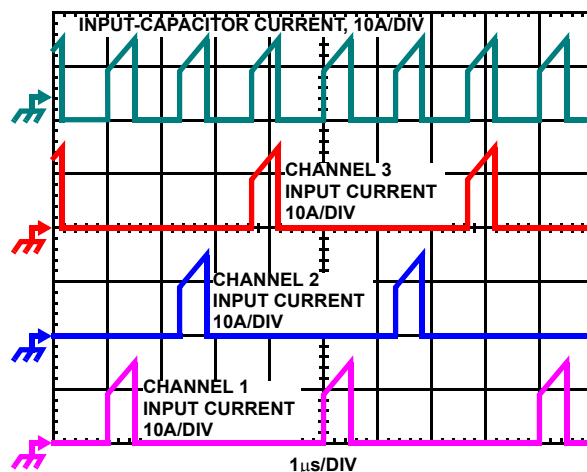 INPUT-CAPACITOR CURRENT, 10A/DIV
CHANNEL 3
INPUT CURRENT
10A/DIV
CHANNEL 2
INPUT CURRENT
10A/DIV
CHANNEL 1
INPUT CURRENT
10A/DIV
1μs/DIV